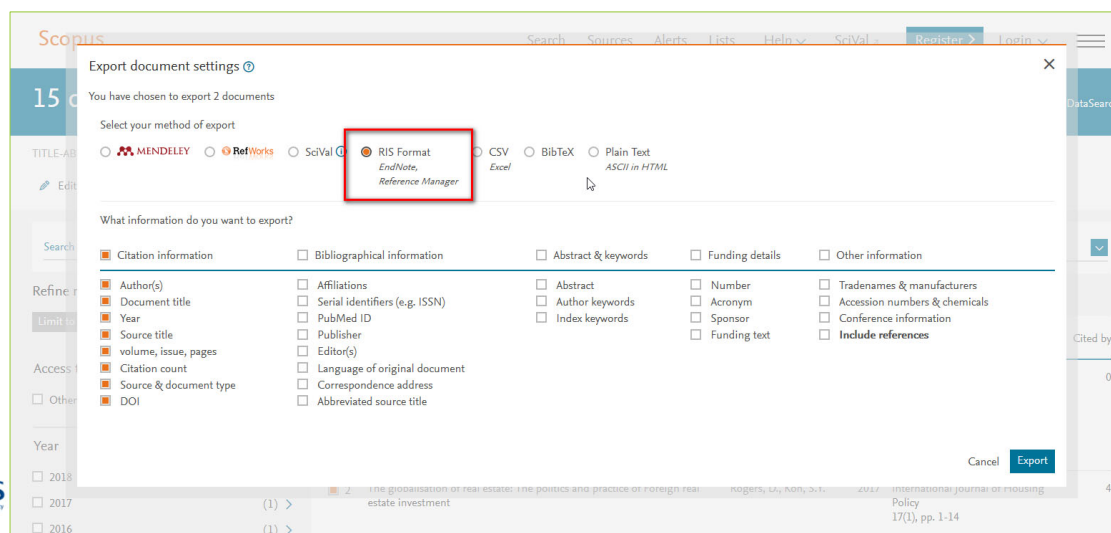 Scopus
Search Sources Alerts Lists Help SciVal Register > Login
Export document settings
You have chosen to export 2 documents
15
DataSear
Select your method of export
TITLE-AB
MENDELEY RefWorks SciVal RIS Format CSV BibTeX Plain Text
EndNote, Excel ASCII in HTML
Reference Manager
Edit
What information do you want to export?
Search
Citation information Bibliographical information Abstract & keywords Funding details Other information
Author(s) Affiliations Abstract Number Tradenames & manufacturers
Refine
Document title Serial identifiers (e.g. ISSN) Author keywords Acronym Accession numbers & chemicals
Year PubMed ID Index keywords Sponsor Conference information
Limit to
Source title Publisher Funding text Include references
Cited by
volume, issue, pages Editor(s)
Access
Citation count Language of original document
0
Source & document type Correspondence address
Other
DOI Abbreviated source title
Year
Cancel Export
2018
2 The globalisation of real estate: The politics and practice of foreign real Rogers, D., Koh, S.Y. 2017 International Journal of Housing 4
2017 (1) > estate investment Policy
17(1), pp. 1-14
2016 (1) >